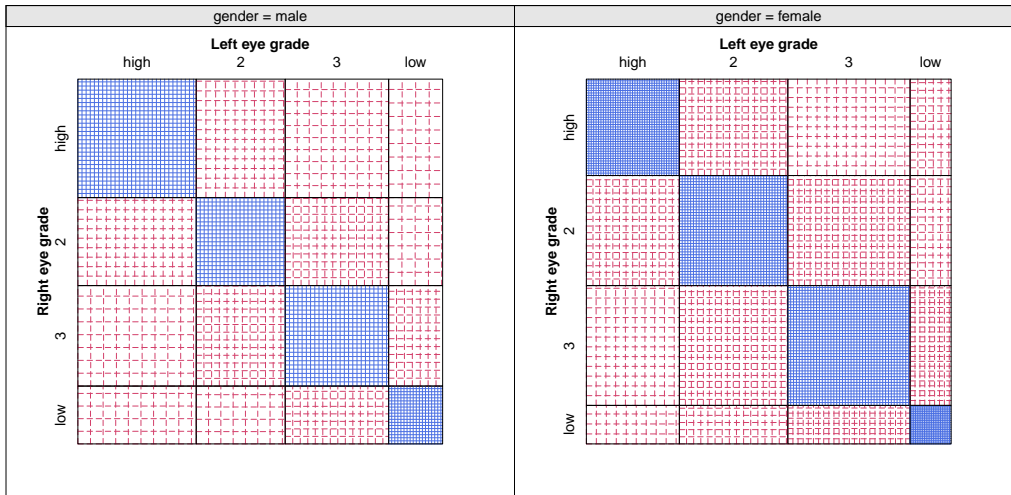 gender = male
Left eye grade
high 2 3 low
Right eye grade
high
2
3
low
gender = female
Left eye grade
high 2 3 low
Right eye grade
high
2
3
low